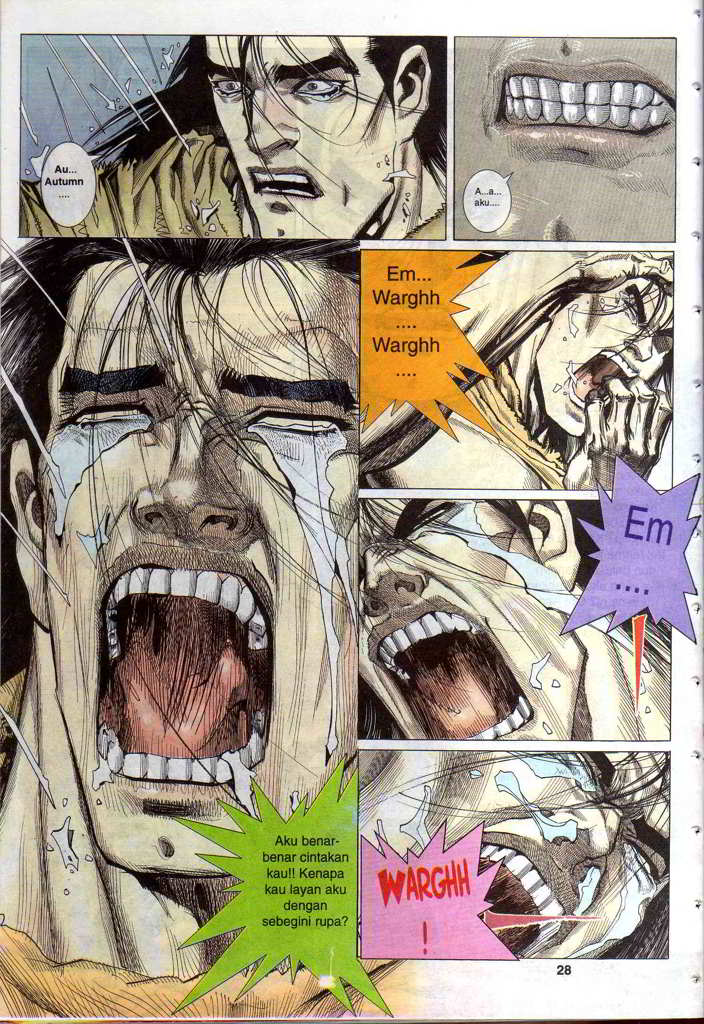 Au...
Autumn
....
A...a...
aku....
Em...
Warghh
....
Warghh
....
Em
....
Aku benar-
benar cintakan
kau!! Kenapa
kau layan aku
dengan
sebegini rupa?
WARGHH
!
28